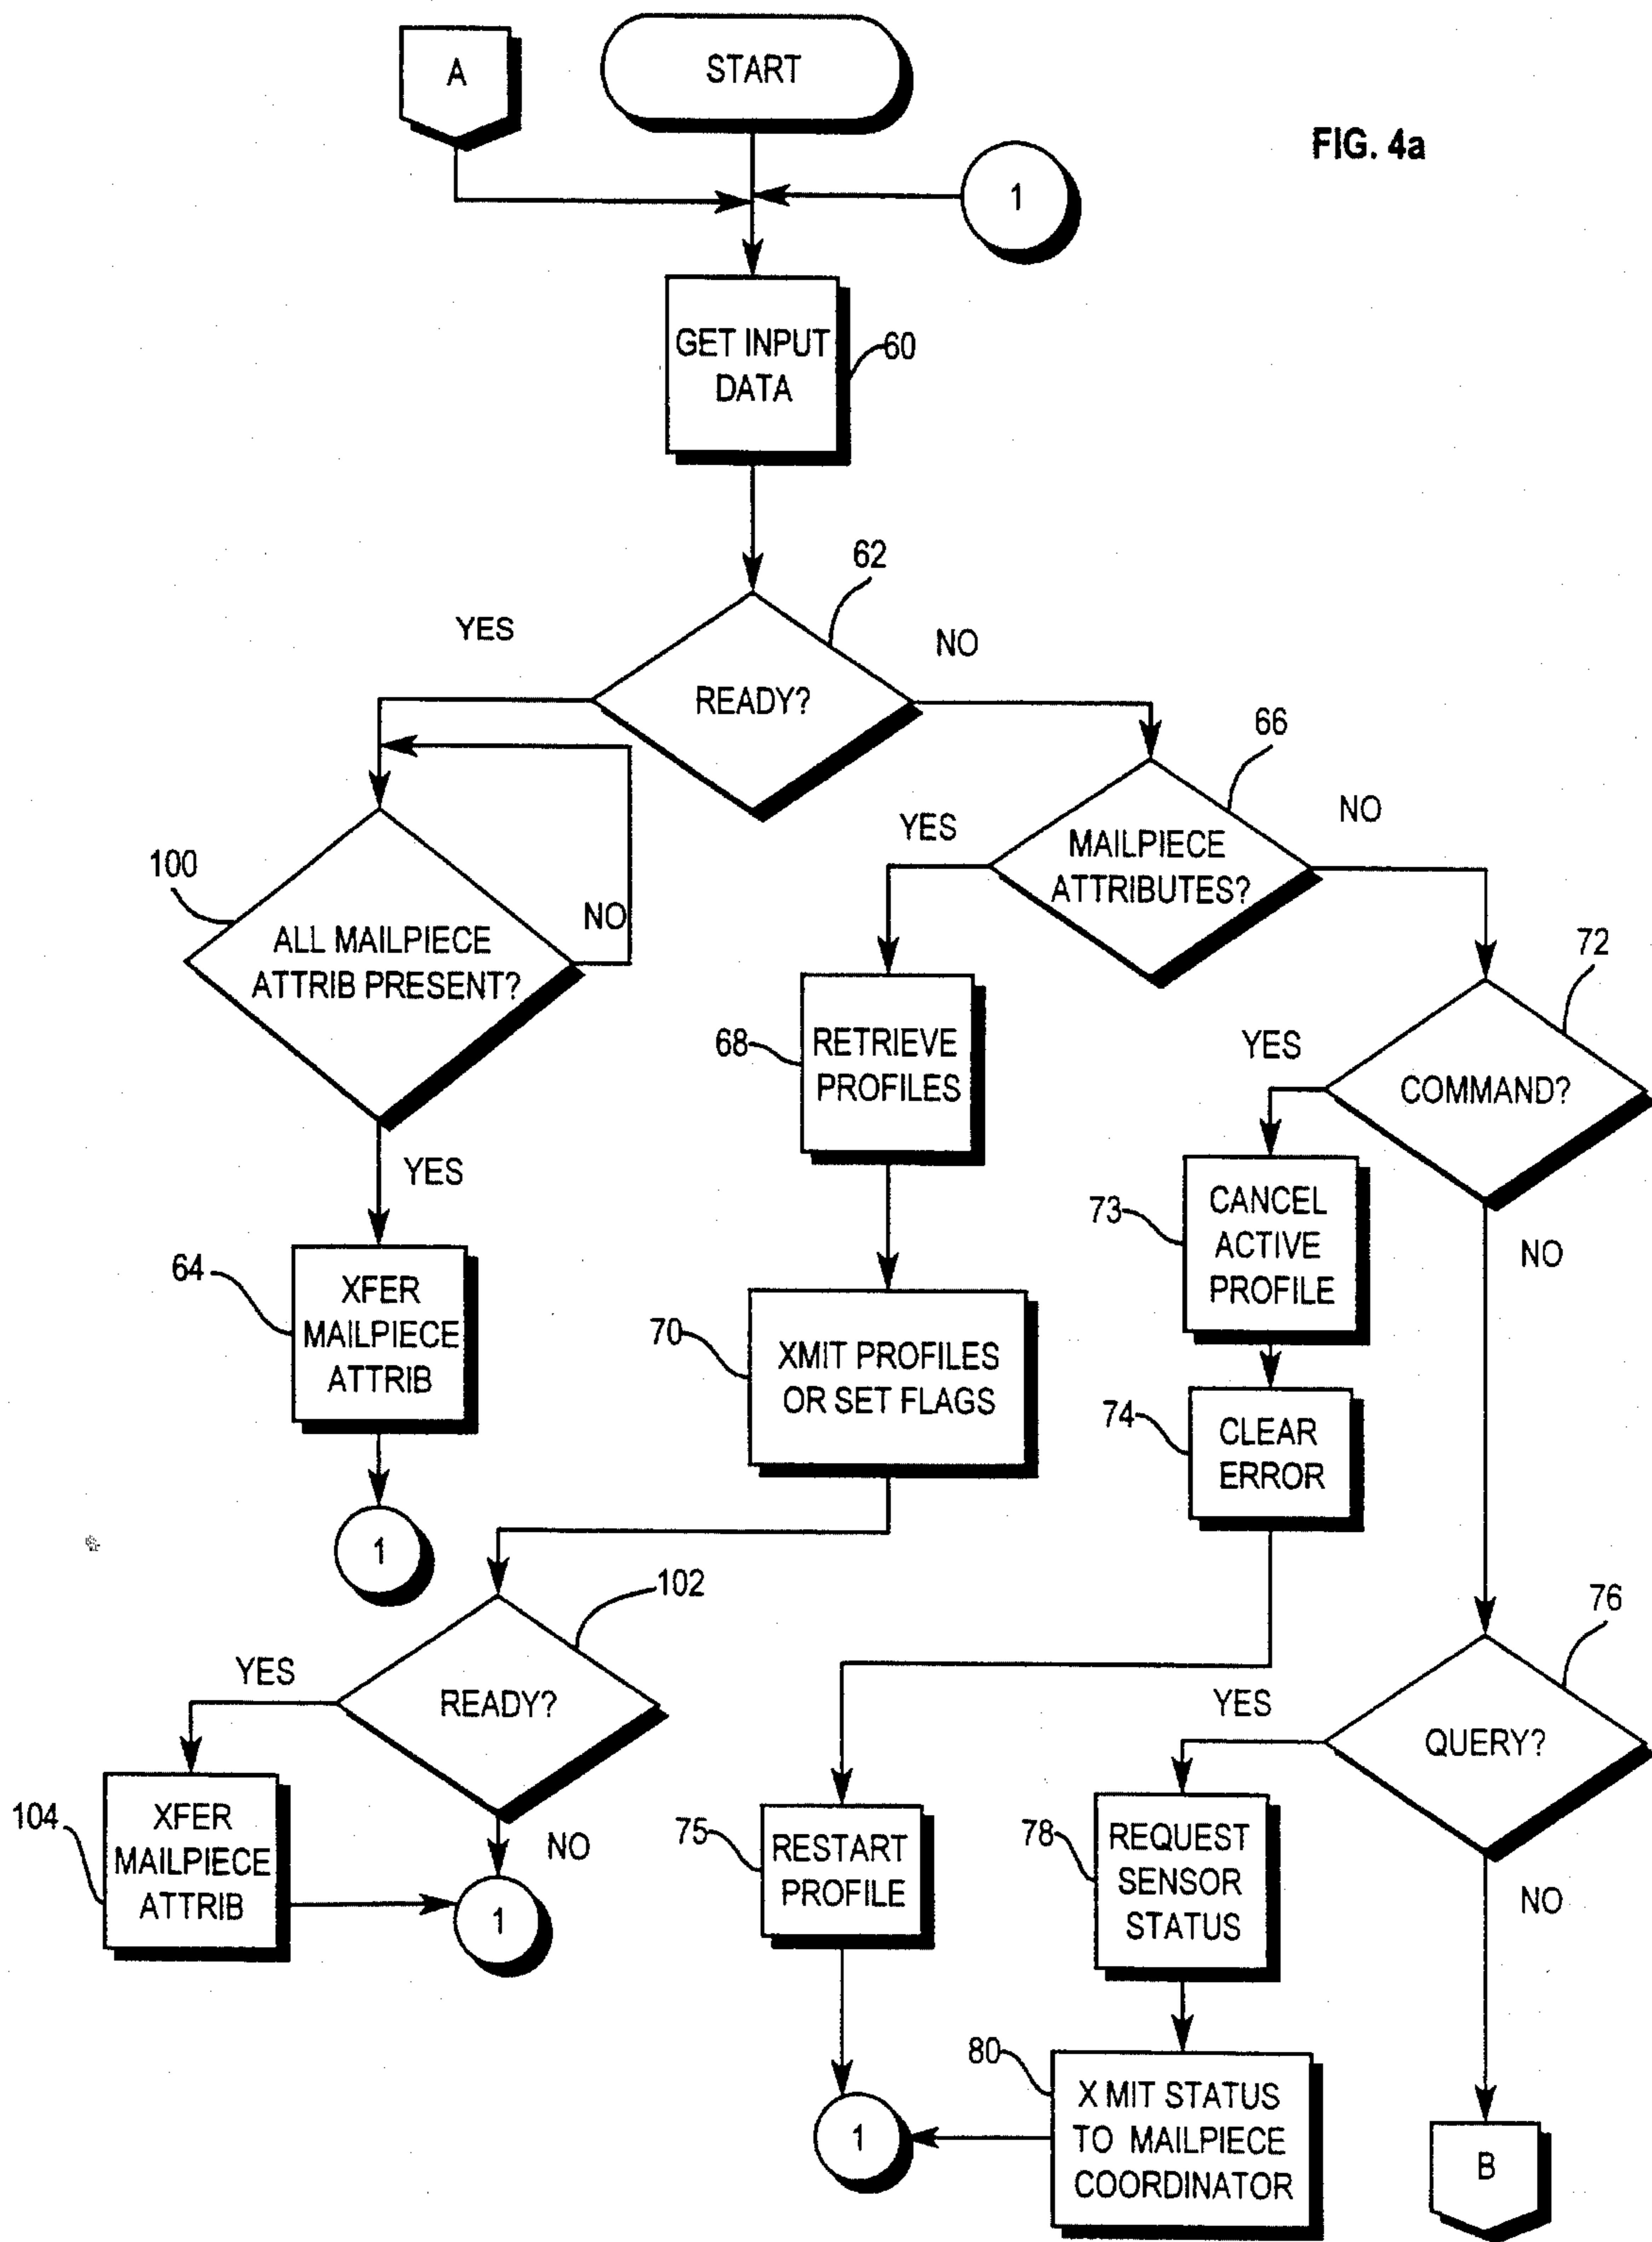 A
START
FIG. 4a
1
GET INPUT
DATA
60
62
YES
NO
READY?
66
YES
NO
MAILPIECE
ATTRIBUTES?
100
NO
ALL MAILPIECE
ATTRIB PRESENT?
72
68
RETRIEVE
PROFILES
YES
COMMAND?
YES
73
CANCEL
ACTIVE
PROFILE
NO
64
XFER
MAILPIECE
ATTRIB
70
XMIT PROFILES
OR SET FLAGS
74
CLEAR
ERROR
1
102
76
YES
READY?
YES
QUERY?
104
XFER
MAILPIECE
ATTRIB
NO
1
75
RESTART
PROFILE
78
REQUEST
SENSOR
STATUS
NO
80
X MIT STATUS
TO MAILPIECE
COORDINATOR
1
B